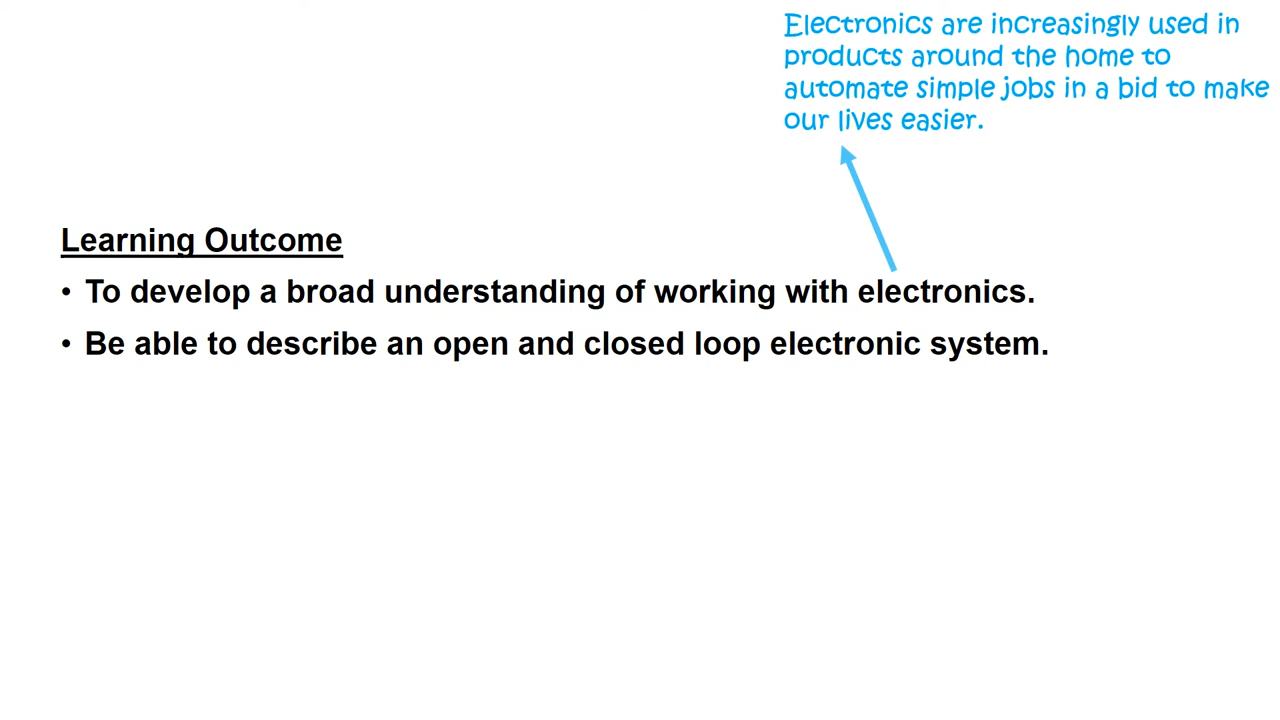 Electronics are increasingly used in
products around the home to
automate simple jobs in a bid to make
our lives easier.
Learning Outcome
• To develop a broad understanding of working with electronics.
• Be able to describe an open and closed loop electronic system.